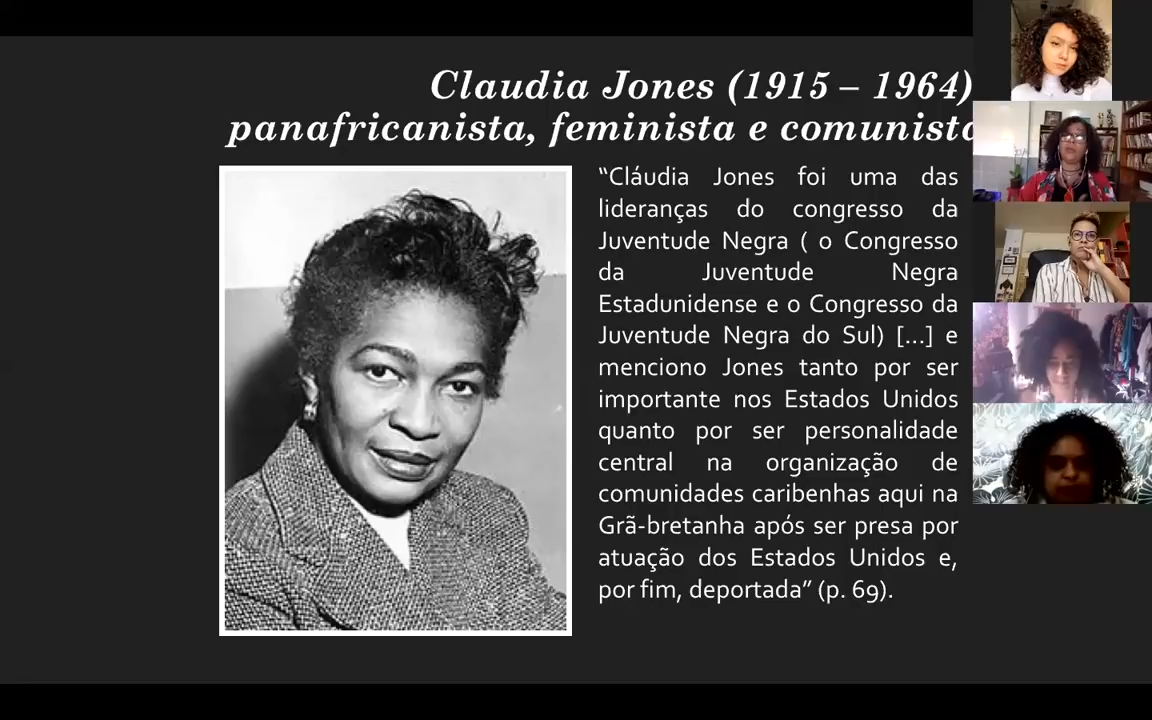 Claudia Jones (1915 – 1964)
panafricanista, feminista e comunista
“Cláudia Jones foi uma das
lideranças do congresso da
Juventude Negra ( o Congresso
da Juventude Negra
Estadunidense e o Congresso da
Juventude Negra do Sul) [...] e
menciono Jones tanto por ser
importante nos Estados Unidos
quanto por ser personalidade
central na organização de
comunidades caribenhas aqui na
Grã-bretanha após ser presa por
atuação dos Estados Unidos e,
por fim, deportada” (p. 69).